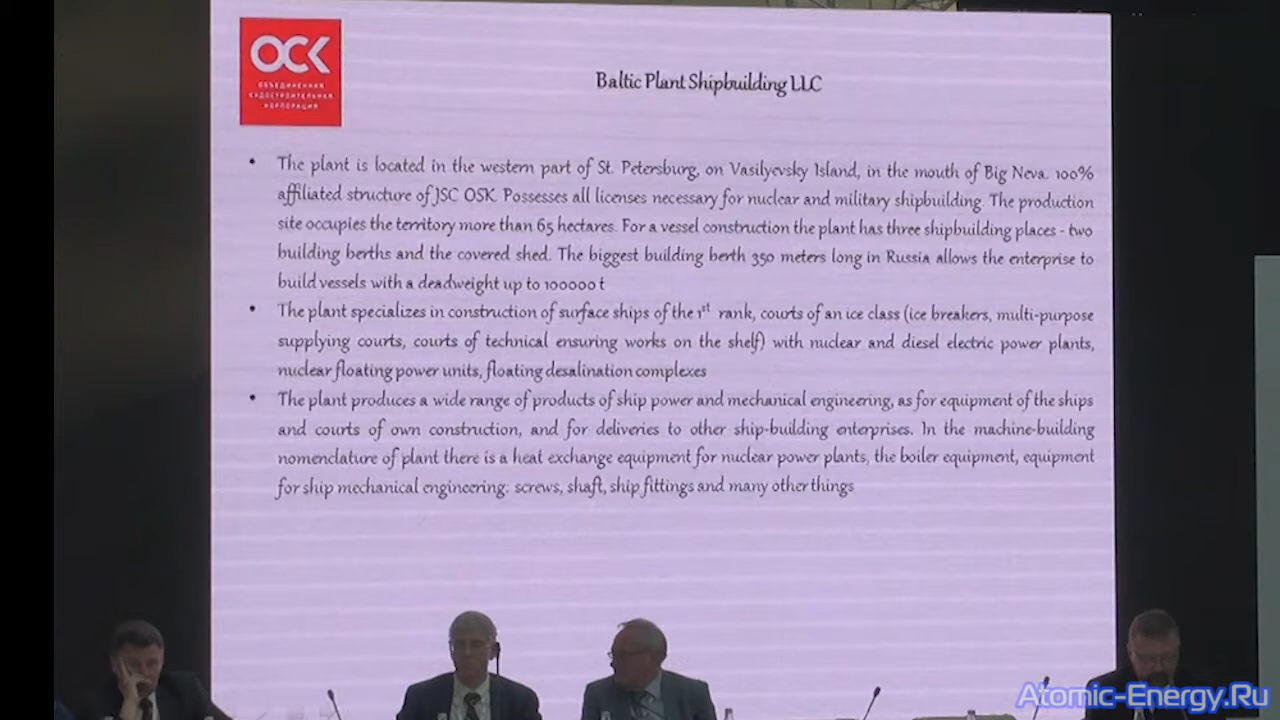 ОСК
ОБЪЕДИНЕННАЯ
СУДОСТРОИТЕЛЬНАЯ
КОРПОРАЦИЯ
Baltic Plant Shipbuilding LLC
• The plant is located in the western part of St. Petersburg, on Vasilyevsky Island, in the mouth of Big Neva. 100%
affiliated structure of JSC OSK. Possesses all licenses necessary for nuclear and military shipbuilding. The production
site occupies the territory more than 65 hectares. For a vessel construction the plant has three shipbuilding places - two
building berths and the covered shed. The biggest building berth 350 meters long in Russia allows the enterprise to
build vessels with a deadweight up to 100000 t
• The plant specializes in construction of surface ships of the 1st rank, courts of an ice class (ice breakers, multi-purpose
supplying courts, courts of technical ensuring works on the shelf) with nuclear and diesel electric power plants,
nuclear floating power units, floating desalination complexes
• The plant produces a wide range of products of ship power and mechanical engineering, as for equipment of the ships
and courts of own construction, and for deliveries to other ship-building enterprises. In the machine-building
nomenclature of plant there is a heat exchange equipment for nuclear power plants, the boiler equipment, equipment
for ship mechanical engineering: screws, shaft, ship fittings and many other things
Atomic-Energy.Ru